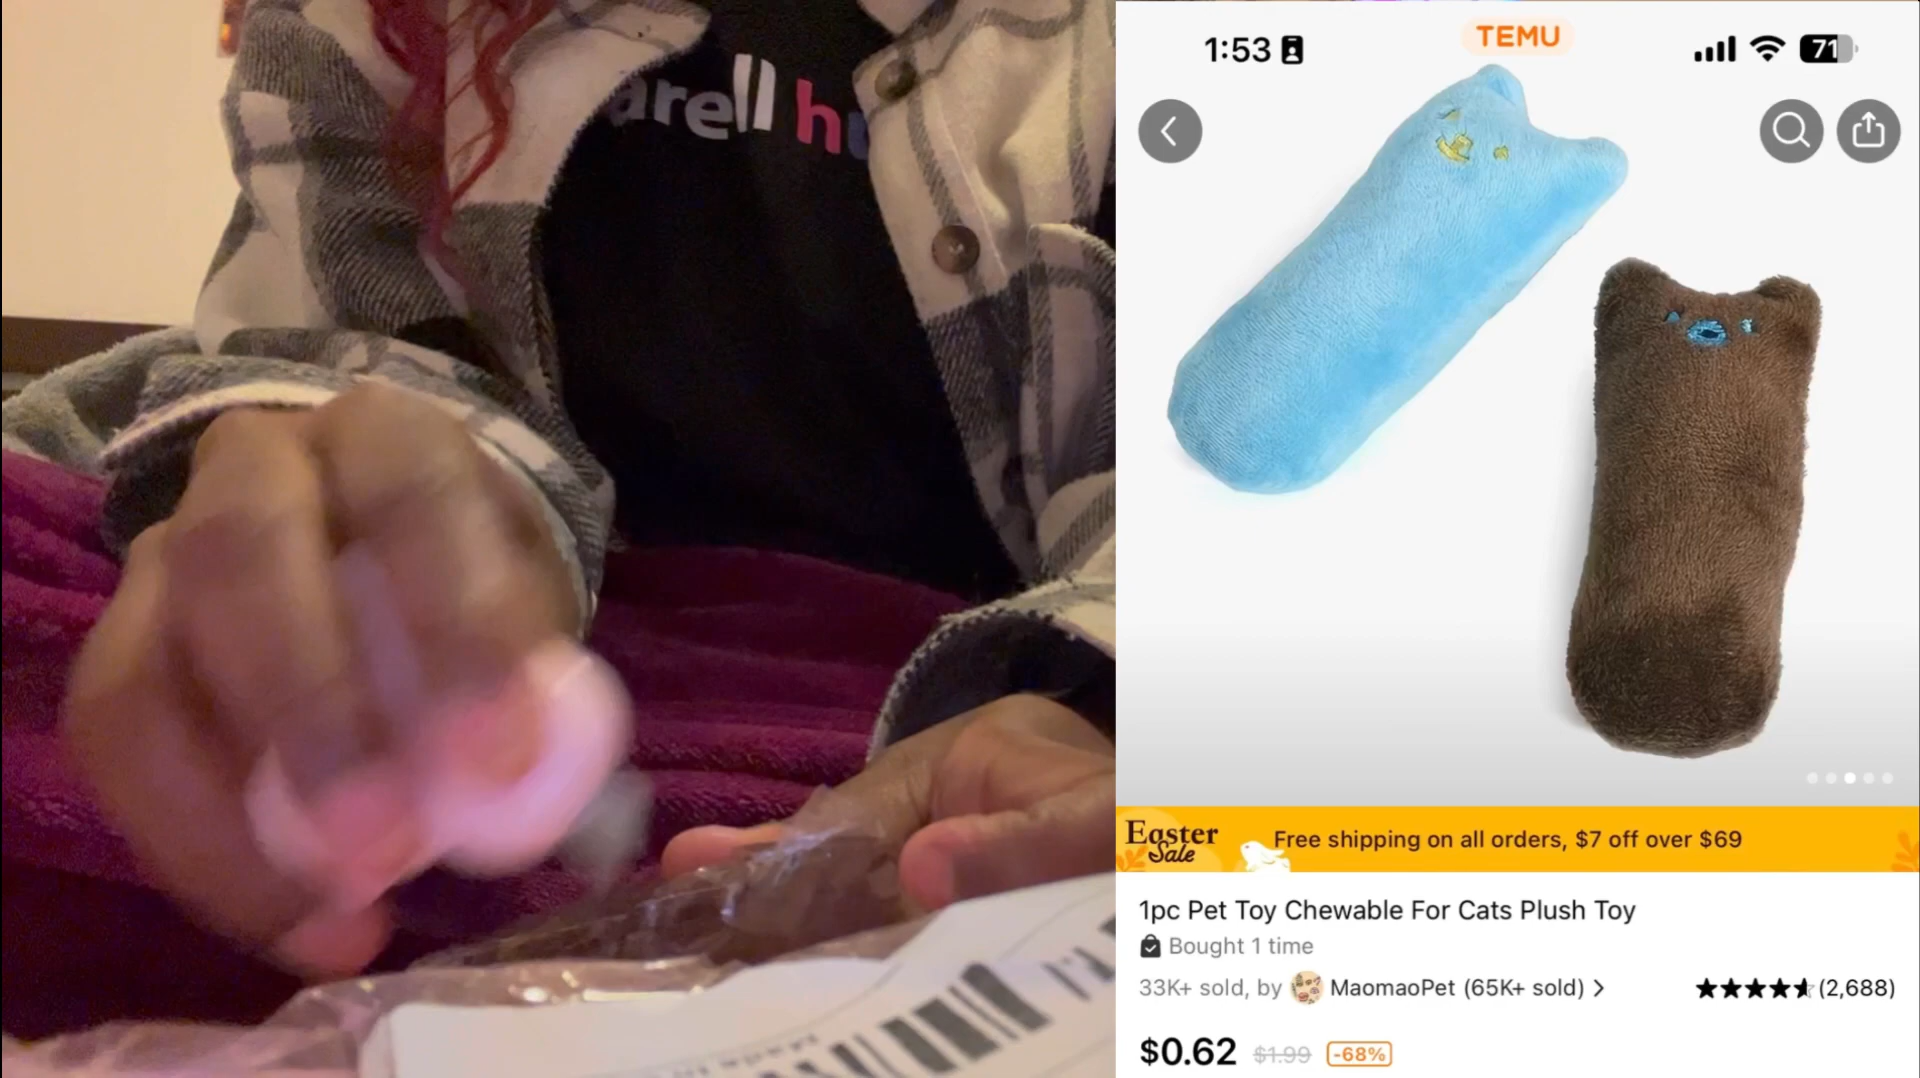 arell hu
1:53
TEMU
71
Easter
Sale
Free shipping on all orders, $7 off over $69
1pc Pet Toy Chewable For Cats Plush Toy
Bought 1 time
33K+ sold, by MaomaoPet (65K+ sold) >
(2,688)
$0.62 $1.99 -68%